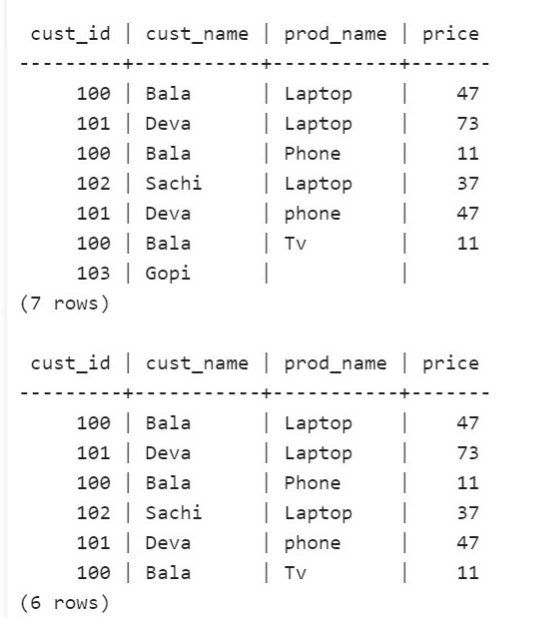 cust_id | cust_name | prod_name | price
---------+-----------+-----------+-------
     100 | Bala      | Laptop    |    47
     101 | Deva      | Laptop    |    73
     100 | Bala      | Phone     |    11
     102 | Sachi     | Laptop    |    37
     101 | Deva      | phone     |    47
     100 | Bala      | Tv        |    11
     103 | Gopi      |           |
(7 rows)
cust_id | cust_name | prod_name | price
---------+-----------+-----------+-------
     100 | Bala      | Laptop    |    47
     101 | Deva      | Laptop    |    73
     100 | Bala      | Phone     |    11
     102 | Sachi     | Laptop    |    37
     101 | Deva      | phone     |    47
     100 | Bala      | Tv        |    11
(6 rows)